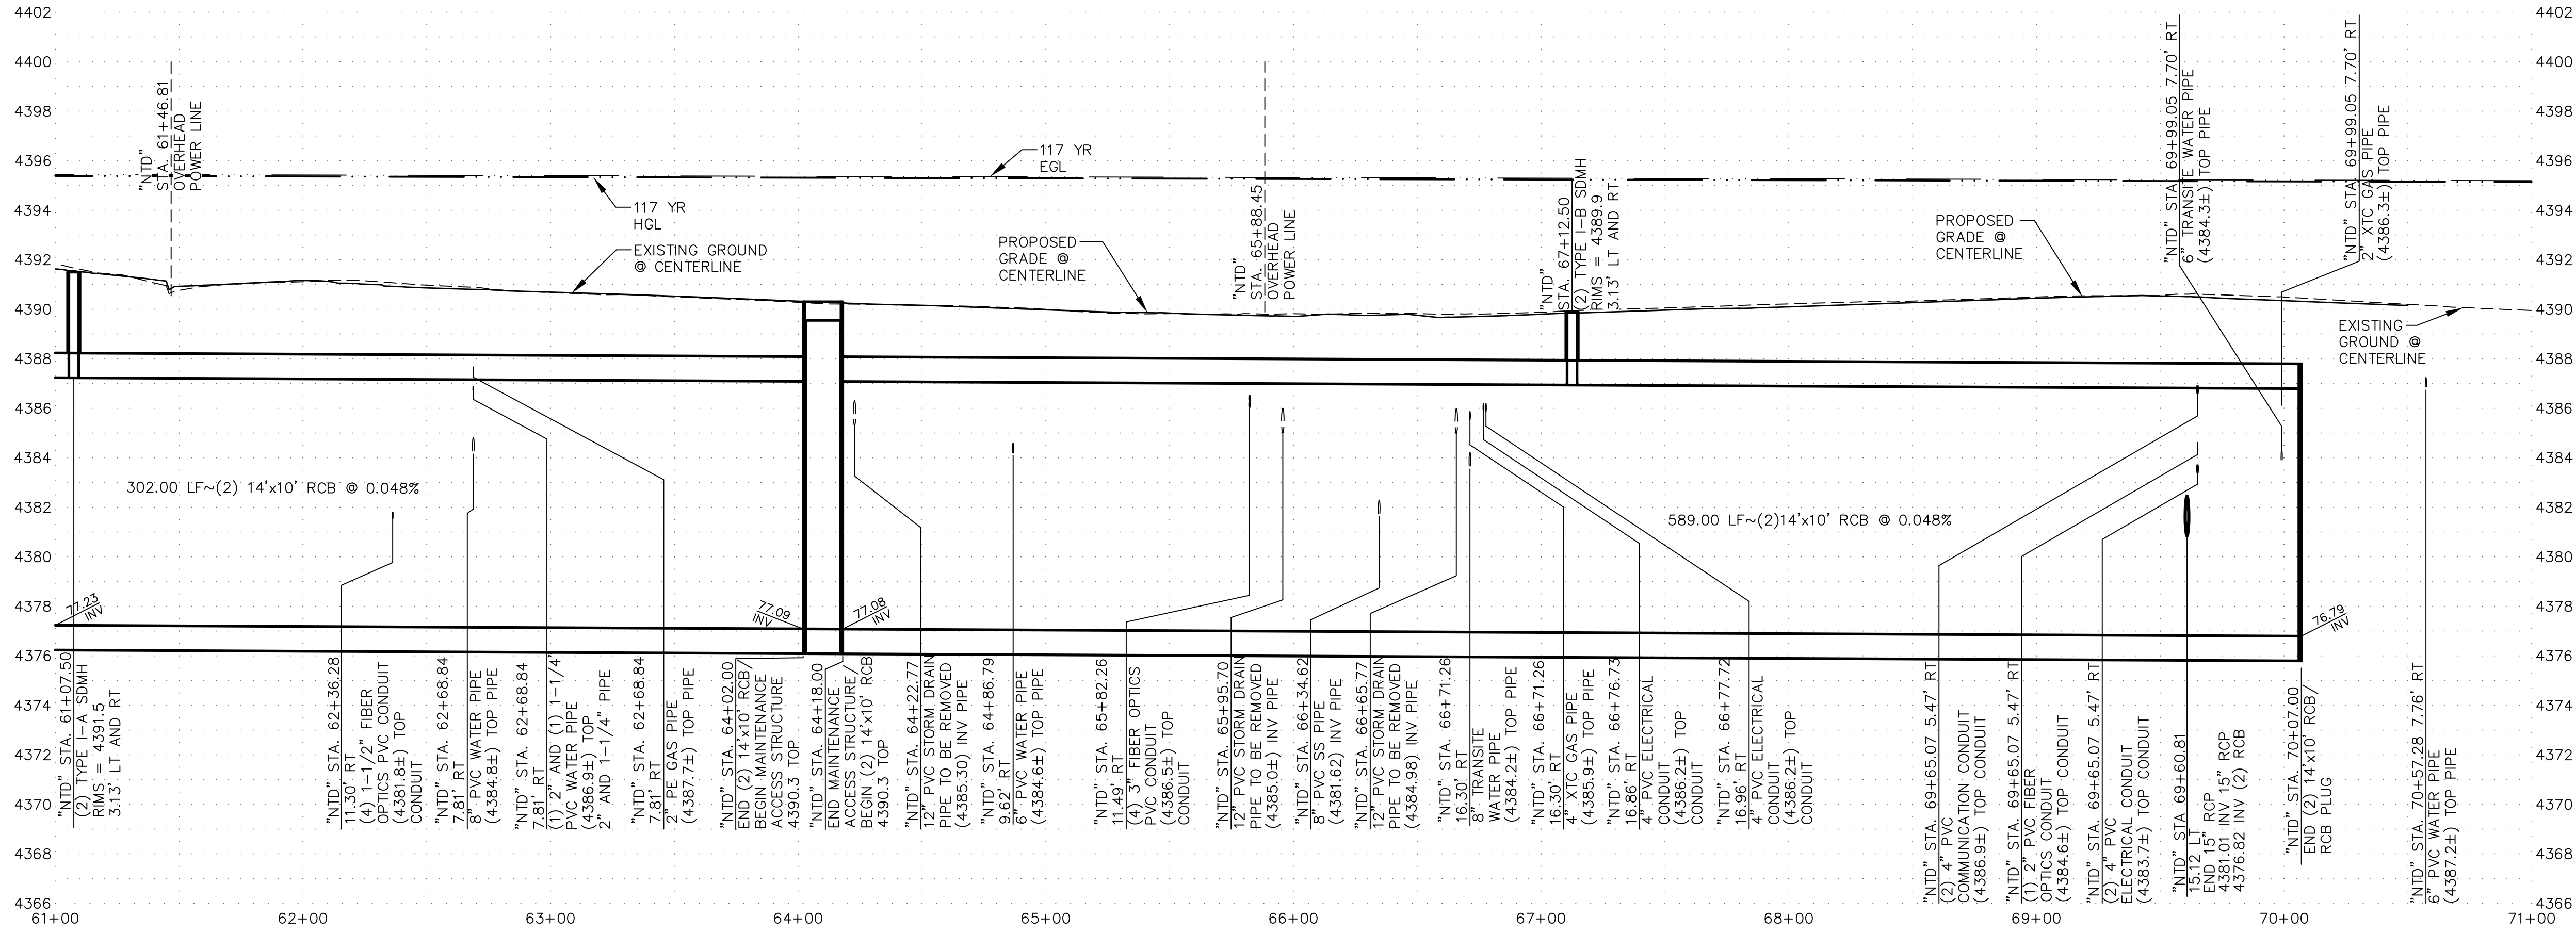 4402
4400
4398
4396
4394
4392
4390
4388
4386
4384
4382
4380
4378
4376
4374
4372
4370
4368
4366
"NTD"
STA. 61+46.81
OVERHEAD
POWER LINE
117 YR
EGL
117 YR
HGL
EXISTING GROUND
@ CENTERLINE
PROPOSED
GRADE @
CENTERLINE
"NTD"
STA. 65+88.45
OVERHEAD
POWER LINE
"NTD"
STA. 67+12.50
(2) TYPE I-B SDMH
RIMS = 4389.9
3.13' LT AND RT
PROPOSED
GRADE @
CENTERLINE
"NTD" STA. 69+99.05 7.70' RT
6" TRANSITE WATER PIPE
(4384.3±) TOP PIPE
"NTD" STA. 69+99.05 7.70' RT
2" XTC GAS PIPE
(4386.3±) TOP PIPE
EXISTING
GROUND @
CENTERLINE
302.00 LF~(2) 14'x10' RCB @ 0.048%
589.00 LF~(2)14'x10' RCB @ 0.048%
77.23
INV
77.09
INV
77.08
INV
76.79
INV
"NTD" STA. 61+07.50
(2) TYPE I-A SDMH
RIMS = 4391.5
3.13' LT AND RT
"NTD" STA. 62+36.28
11.30' RT
(4) 1-1/2" FIBER
OPTICS PVC CONDUIT
(4381.8±) TOP
CONDUIT
"NTD" STA. 62+68.84
7.81' RT
8" PVC WATER PIPE
(4384.8±) TOP PIPE
"NTD" STA. 62+68.84
7.81' RT
(1) 2" AND (1) 1-1/4"
PVC WATER PIPE
(4386.9±) TOP
2" AND 1-1/4" PIPE
"NTD" STA. 62+68.84
7.81' RT
2" PE GAS PIPE
(4387.7±) TOP PIPE
"NTD" STA. 64+02.00
END (2) 14'x10' RCB/
BEGIN MAINTENANCE
ACCESS STRUCTURE
4390.3 TOP
"NTD" STA. 64+18.00
END MAINTENANCE
ACCESS STRUCTURE/
BEGIN (2) 14'x10' RCB
4390.3 TOP
"NTD" STA. 64+22.77
12" PVC STORM DRAIN
PIPE TO BE REMOVED
(4385.30) INV PIPE
"NTD" STA. 64+86.79
9.62' RT
6" PVC WATER PIPE
(4384.6±) TOP PIPE
"NTD" STA. 65+82.26
11.49' RT
(4) 3" FIBER OPTICS
PVC CONDUIT
(4386.5±) TOP
CONDUIT
"NTD" STA. 65+95.70
12" PVC STORM DRAIN
PIPE TO BE REMOVED
(4385.0±) INV PIPE
"NTD" STA. 66+34.62
8" PVC SS PIPE
(4381.62) INV PIPE
"NTD" STA. 66+65.77
12" PVC STORM DRAIN
PIPE TO BE REMOVED
(4384.98) INV PIPE
"NTD" STA. 66+71.26
16.30' RT
8" TRANSITE
WATER PIPE
(4384.2±) TOP PIPE
"NTD" STA. 66+71.26
16.30' RT
4" XTC GAS PIPE
(4385.9±) TOP PIPE
"NTD" STA. 66+76.73
16.86' RT
4" PVC ELECTRICAL
CONDUIT
(4386.2±) TOP
CONDUIT
"NTD" STA. 66+77.72
16.96' RT
4" PVC ELECTRICAL
CONDUIT
(4386.2±) TOP
CONDUIT
"NTD" STA. 69+65.07 5.47' RT
(2) 4" PVC
COMMUNICATION CONDUIT
(4386.9±) TOP CONDUIT
"NTD" STA. 69+65.07 5.47' RT
(1) 2" PVC FIBER
OPTICS CONDUIT
(4384.6±) TOP CONDUIT
"NTD" STA. 69+65.07 5.47' RT
(2) 4" PVC
ELECTRICAL CONDUIT
(4383.7±) TOP CONDUIT
"NTD" STA 69+60.81
15.12 LT
END 15" RCP
4381.01 INV 15" RCP
4376.82 INV (2) RCB
"NTD" STA. 70+07.00
END (2) 14'x10' RCB/
RCB PLUG
"NTD" STA. 70+57.28 7.76' RT
6" PVC WATER PIPE
(4387.2±) TOP PIPE
4402
4400
4398
4396
4394
4392
4390
4388
4386
4384
4382
4380
4378
4376
4374
4372
4370
4368
4366
61+00
62+00
63+00
64+00
65+00
66+00
67+00
68+00
69+00
70+00
71+00